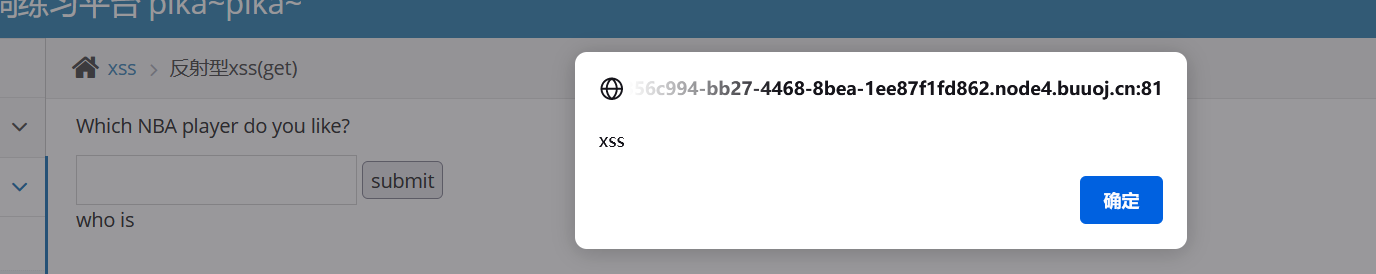 练习平台 pika~pika~
xss > 反射型xss(get)
Which NBA player do you like?
submit
who is
56c994-bb27-4468-8bea-1ee87f1fd862.node4.buuoj.cn:81
xss
确定